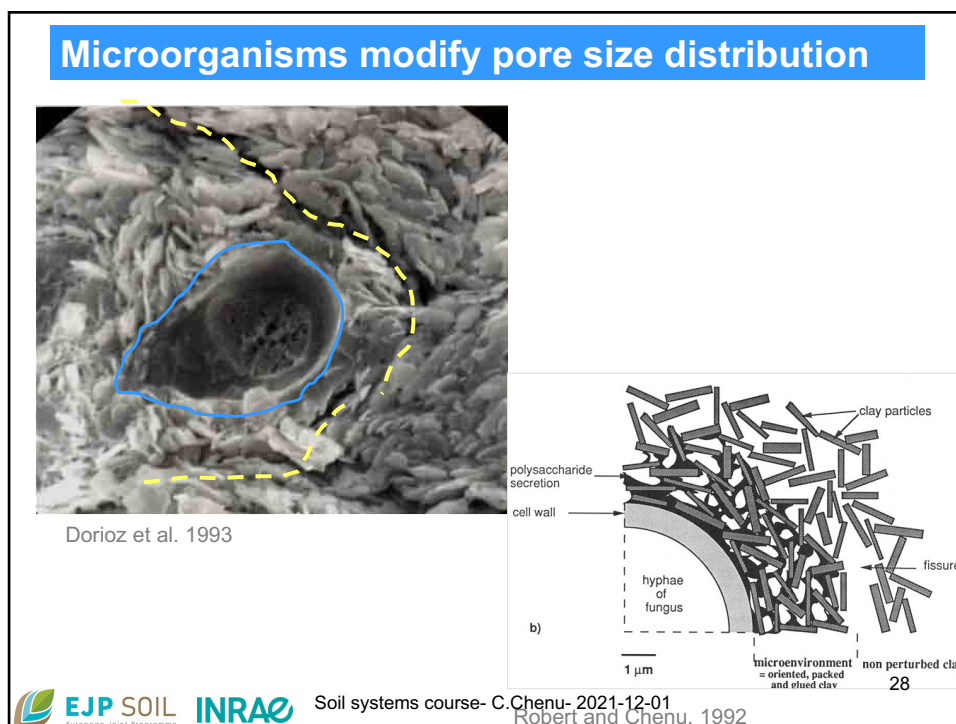 Microorganisms modify pore size distribution
Dorioz et al. 1993
clay particles
polysaccharide
secretion
cell wall
fissure
hyphae
of
fungus
b)
1 µm
microenvironment
= oriented, packed
and glued clay
non perturbed cla
28
EJP SOIL
INRAE
Soil systems course- C.Chenu- 2021-12-01
Robert and Chenu, 1992